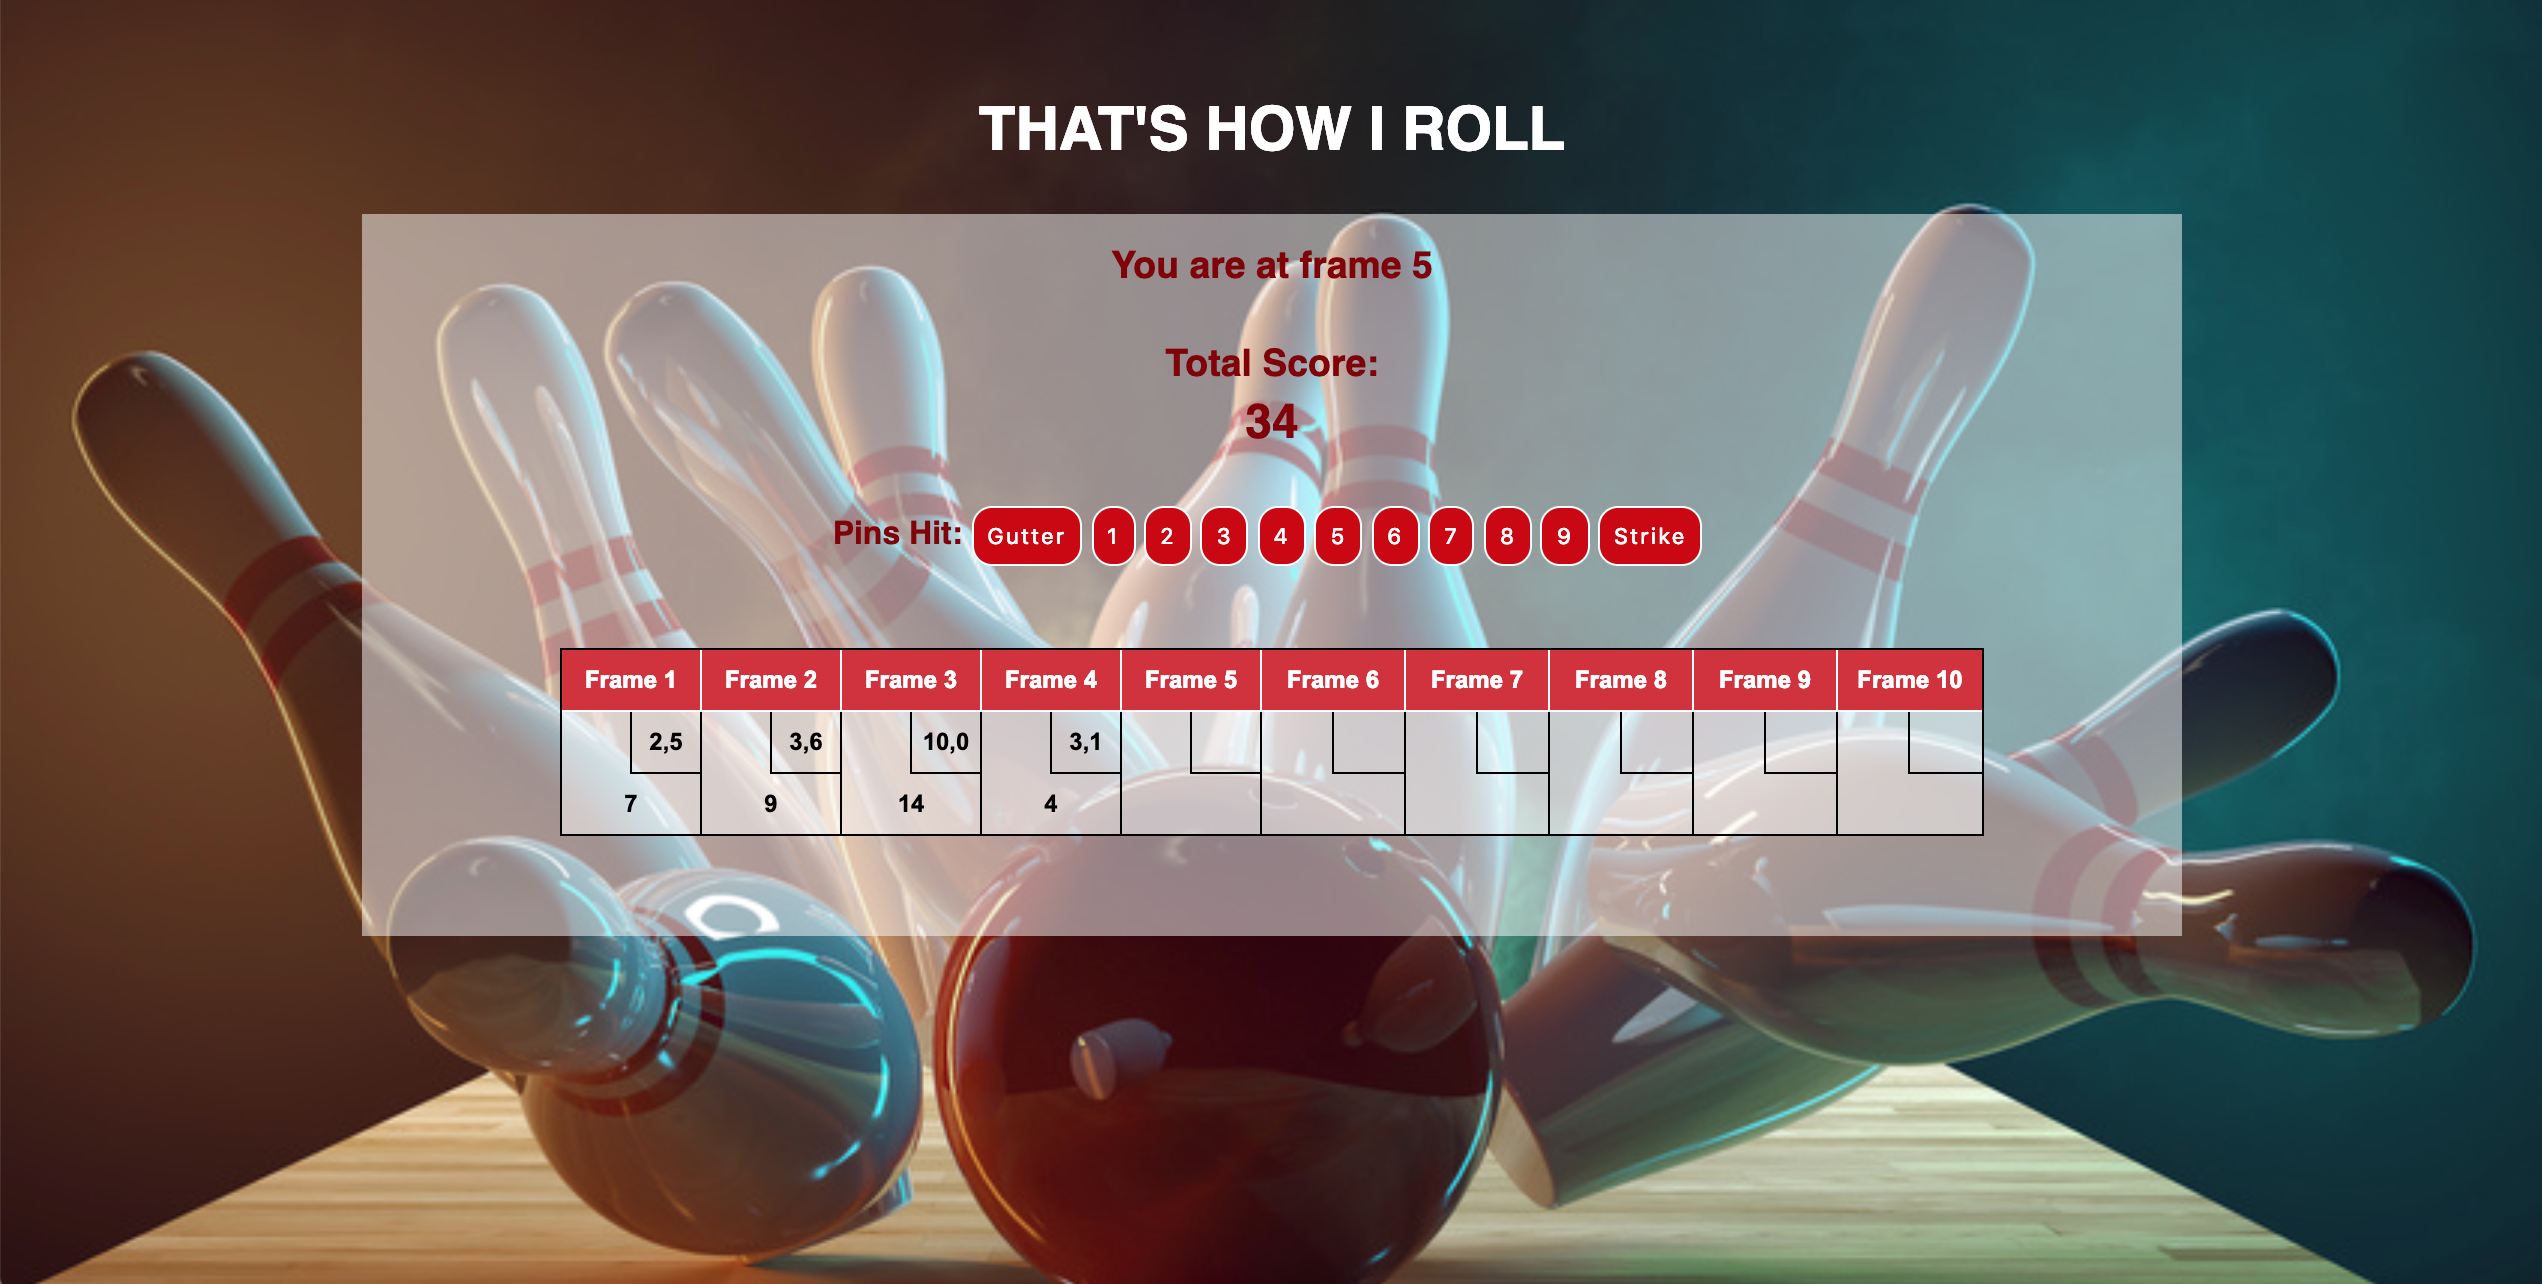 THAT'S HOW I ROLL
You are at frame 5
Total Score:
34
Pins Hit: Gutter 1 2 3 4 5 6 7 8 9 Strike
Frame 1 Frame 2 Frame 3 Frame 4 Frame 5 Frame 6 Frame 7 Frame 8 Frame 9 Frame 10
2,5 3,6 10,0 3,1
7 9 14 4